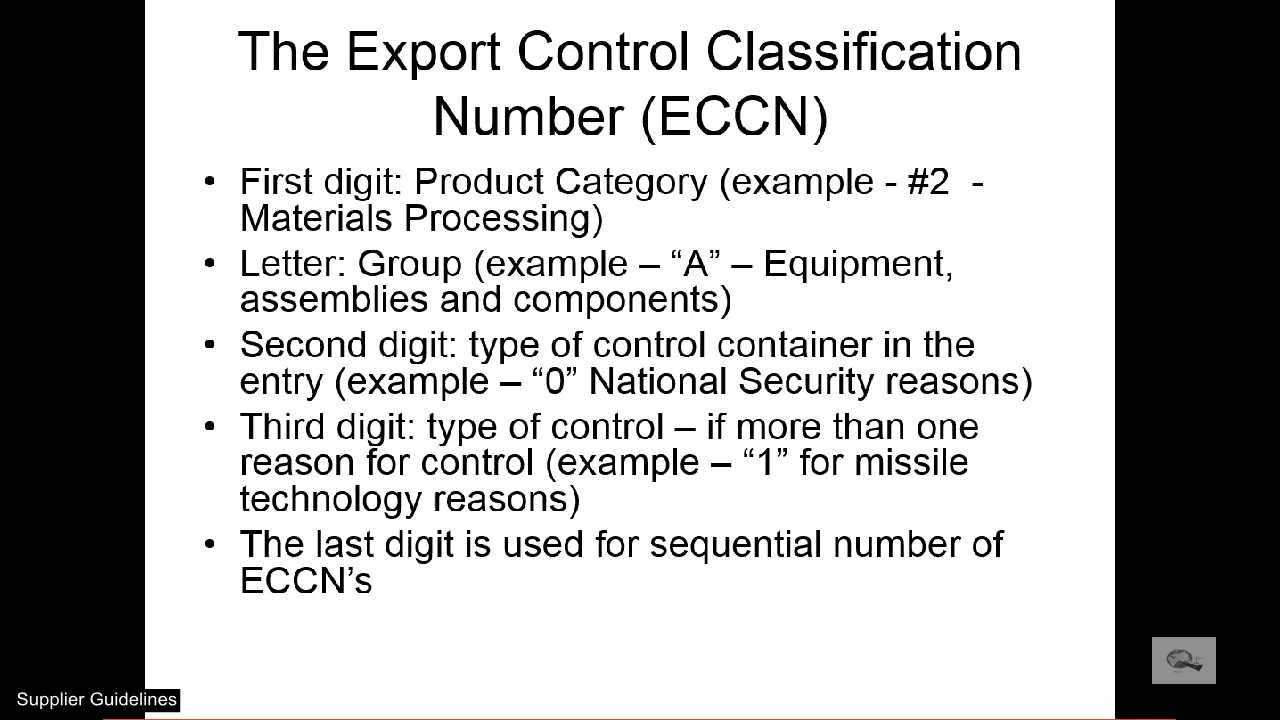 The Export Control Classification
Number (ECCN)
• First digit: Product Category (example - #2  -
Materials Processing)
• Letter: Group (example – “A” – Equipment,
assemblies and components)
• Second digit: type of control container in the
entry (example – “0” National Security reasons)
• Third digit: type of control – if more than one
reason for control (example – “1” for missile
technology reasons)
• The last digit is used for sequential number of
ECCN’s
Supplier Guidelines